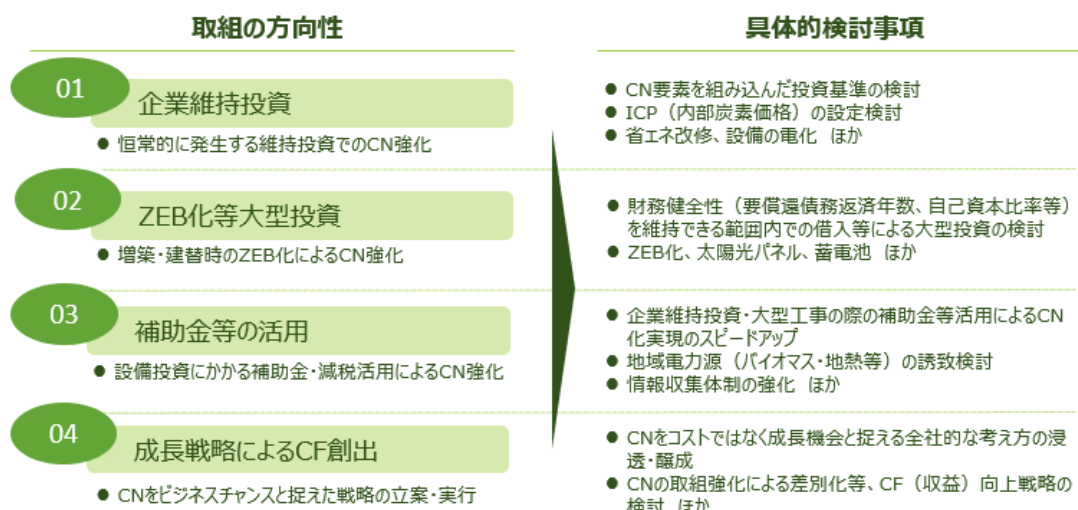 取組の方向性
具体的検討事項
01
企業維持投資
● 恒常的に発生する維持投資でのCN強化
● CN要素を組み込んだ投資基準の検討
● ICP（内部炭素価格）の設定検討
● 省エネ改修、設備の電化 ほか
02
ZEB化等大型投資
● 増築・建替時のZEB化によるCN強化
● 財務健全性（要償還債務返済年数、自己資本比率等）
を維持できる範囲内での借入等による大型投資の検討
● ZEB化、太陽光パネル、蓄電池 ほか
03
補助金等の活用
● 設備投資にかかる補助金・減税活用によるCN強化
● 企業維持投資・大型工事の際の補助金等活用によるCN
化実現のスピードアップ
● 地域電力源（バイオマス・地熱等）の誘致検討
● 情報収集体制の強化 ほか
04
成長戦略によるCF創出
● CNをビジネスチャンスと捉えた戦略の立案・実行
● CNをコストではなく成長機会と捉える全社的な考え方の浸
透・醸成
● CNの取組強化による差別化等、CF（収益）向上戦略の
検討 ほか